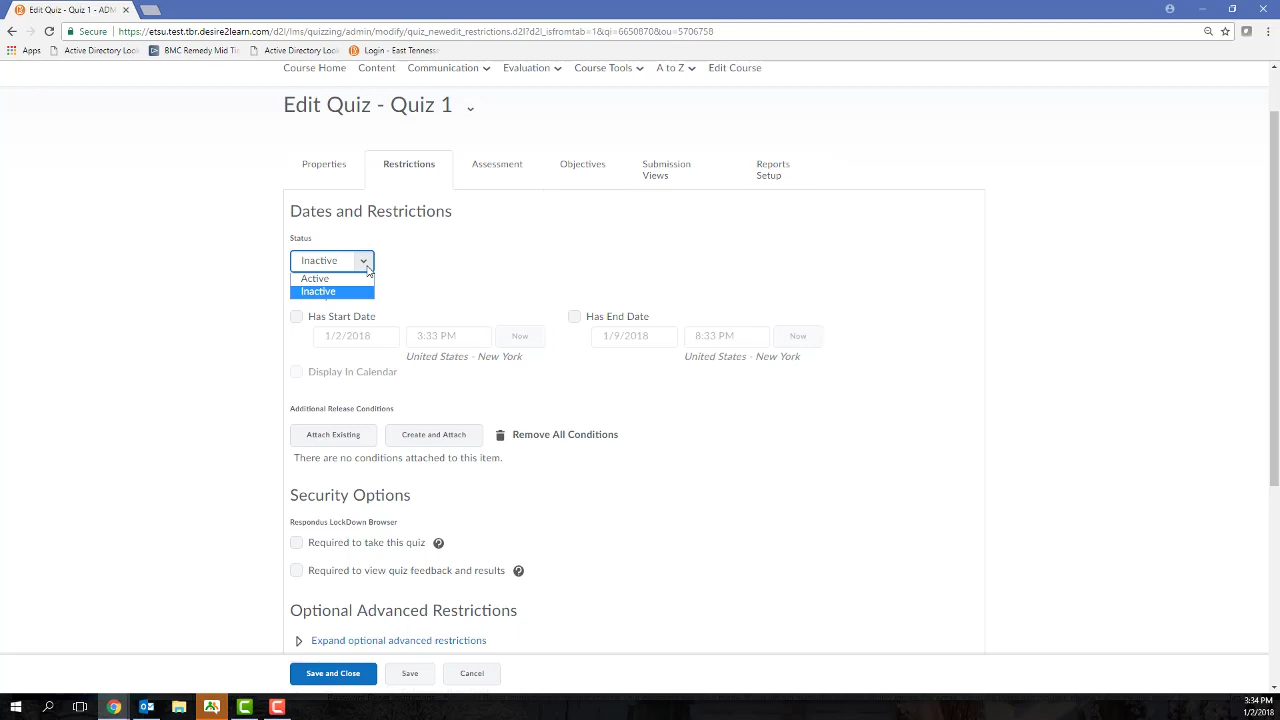 Edit Quiz - Quiz 1 - ADM
Secure https://etsu.test.tbr.desire2learn.com/d2l/lms/quizzing/admin/modify/quiz_newedit_restrictions.d2l?d2l_isfromtab=1&qi=6650870&ou=5706758
Apps Active Directory Lock BMC Remedy Mid Tie Active Directory Lock Login - East Tennesse
Course Home Content Communication Evaluation Course Tools A to Z Edit Course
Edit Quiz - Quiz 1
Properties Restrictions Assessment Objectives Submission Views Reports Setup
Dates and Restrictions
Status
Inactive
Active
Inactive
Has Start Date Has End Date
1/2/2018 3:33 PM Now 1/9/2018 8:33 PM Now
United States - New York United States - New York
Display In Calendar
Additional Release Conditions
Attach Existing Create and Attach Remove All Conditions
There are no conditions attached to this item.
Security Options
Respondus LockDown Browser
Required to take this quiz
Required to view quiz feedback and results
Optional Advanced Restrictions
Expand optional advanced restrictions
Save and Close Save Cancel
3:34 PM
1/2/2018